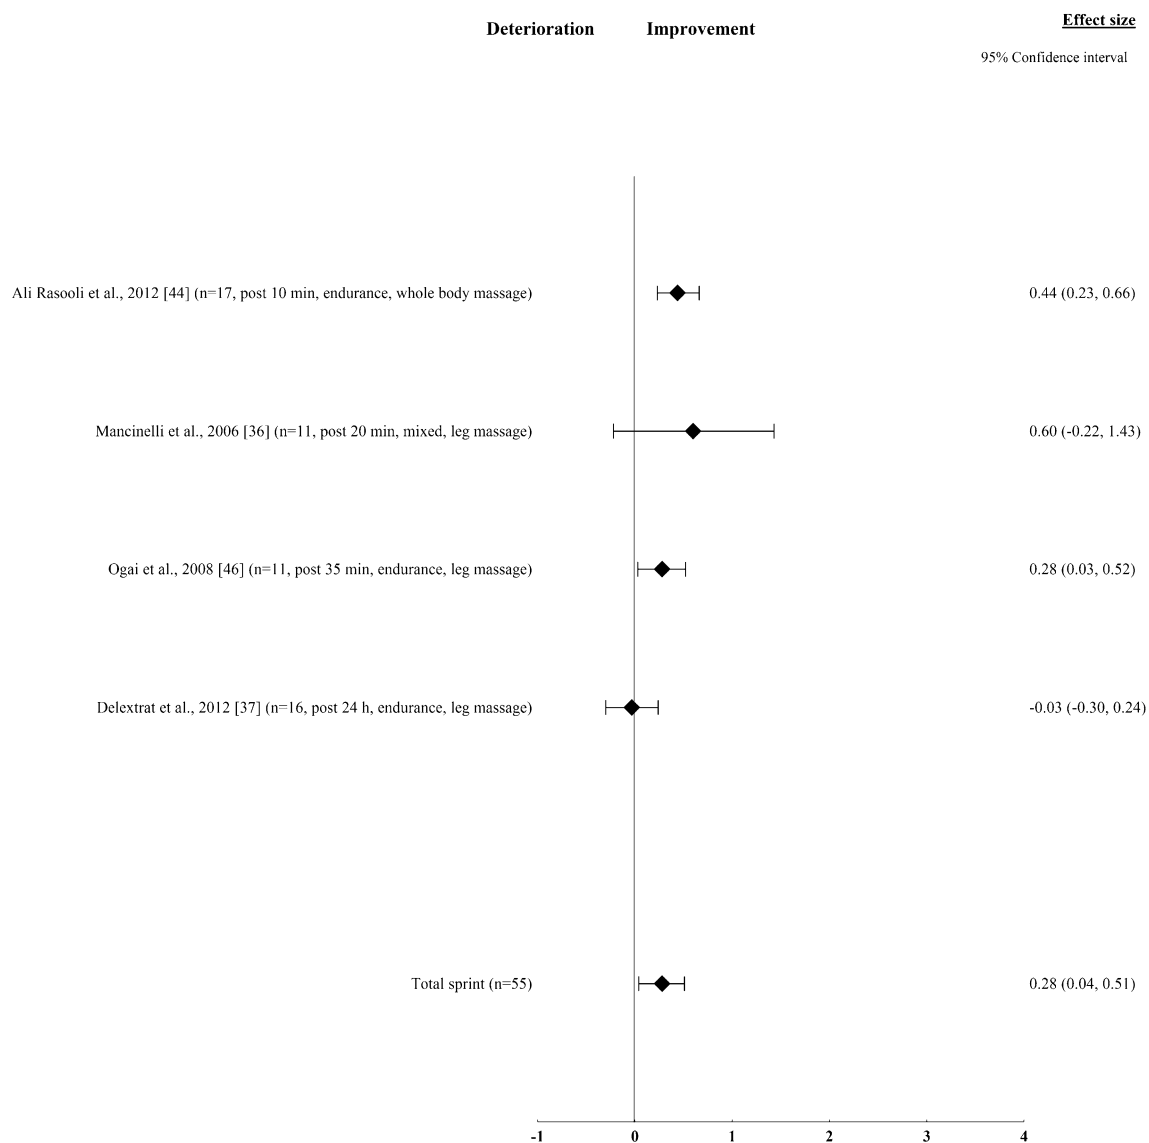 Deterioration Improvement Effect size
95% Confidence interval
Ali Rasooli et al., 2012 [44] (n=17, post 10 min, endurance, whole body massage) 0.44 (0.23, 0.66)
Mancinelli et al., 2006 [36] (n=11, post 20 min, mixed, leg massage) 0.60 (-0.22, 1.43)
Ogai et al., 2008 [46] (n=11, post 35 min, endurance, leg massage) 0.28 (0.03, 0.52)
Delextrat et al., 2012 [37] (n=16, post 24 h, endurance, leg massage) -0.03 (-0.30, 0.24)
Total sprint (n=55) 0.28 (0.04, 0.51)
-1 0 1 2 3 4